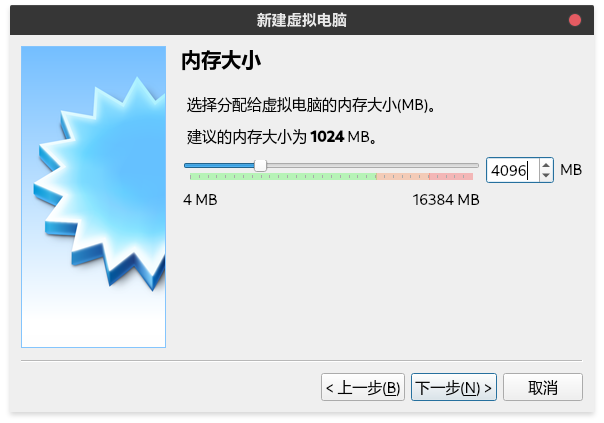 新建虚拟电脑
内存大小
选择分配给虚拟电脑的内存大小(MB)。
建议的内存大小为 1024 MB。
4096 MB
4 MB 16384 MB
< 上一步(B) 下一步(N) > 取消